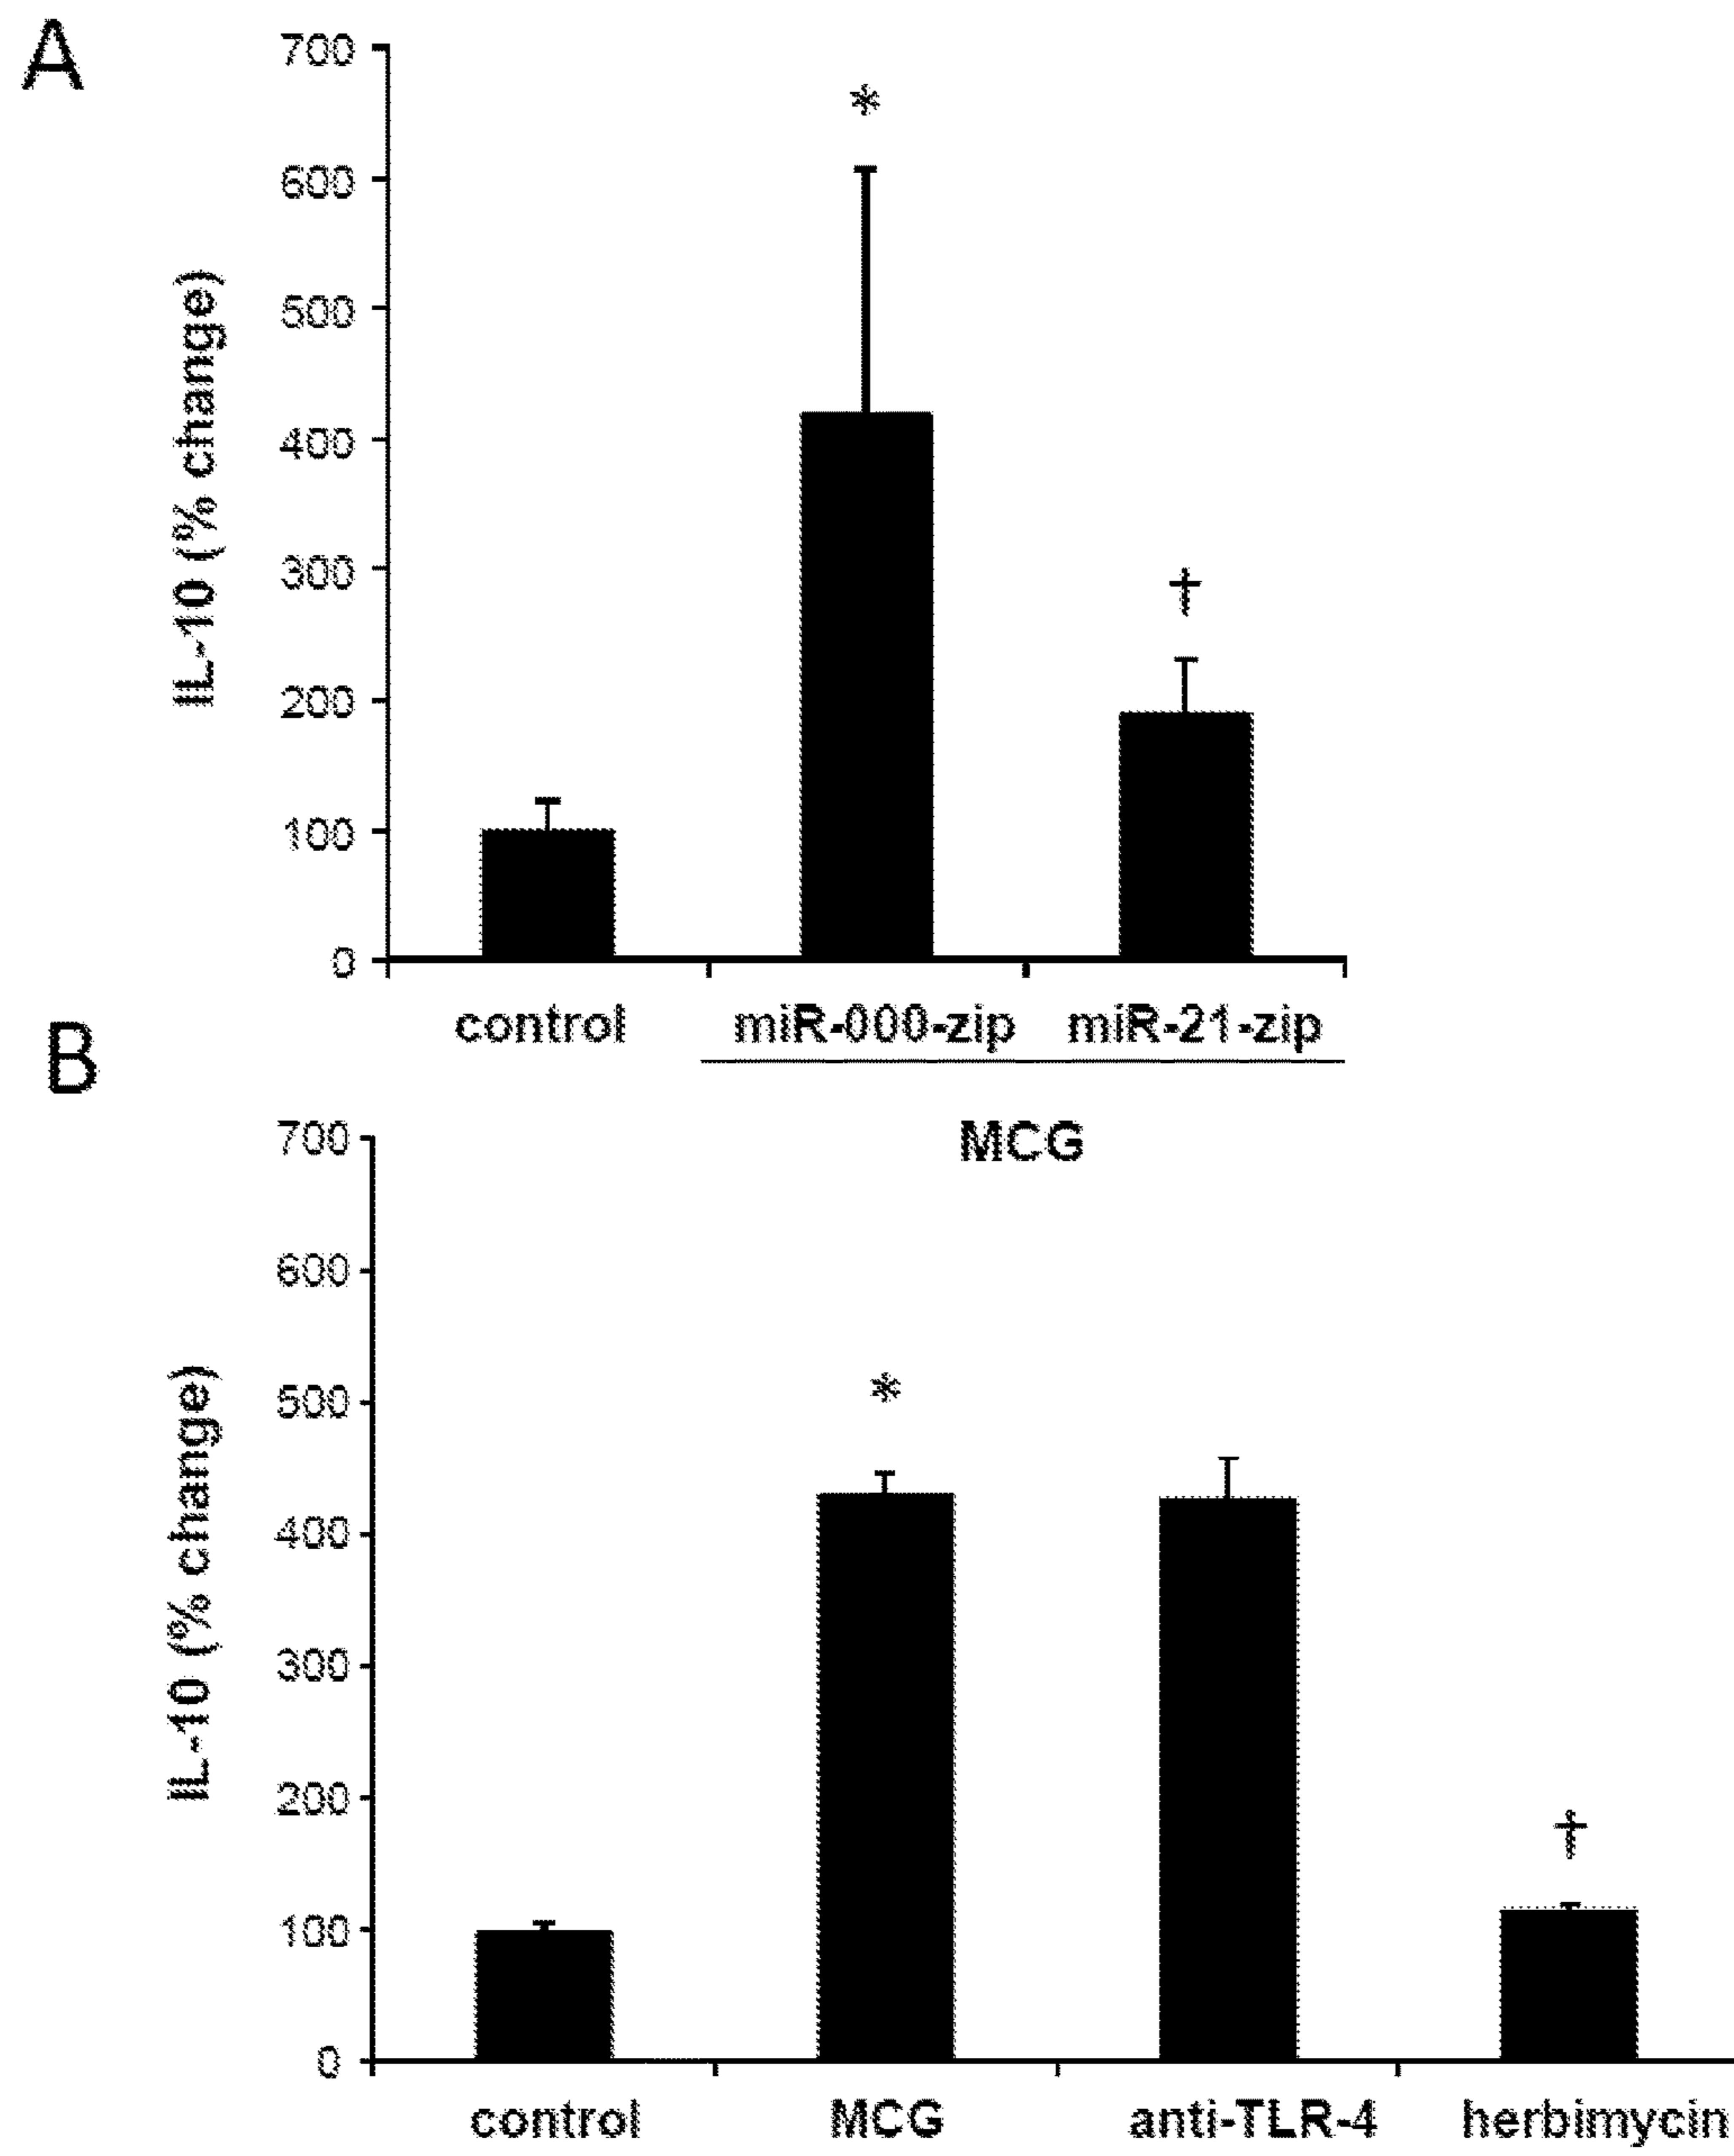 A
700
*
600
500
IL-10 (% change)
400
300
†
200
100
0
control miR-000-zip miR-21-zip
MCG
B
700
600
*
500
IL-10 (% change)
400
300
200
†
100
0
control MCG anti-TLR-4 herbimycin